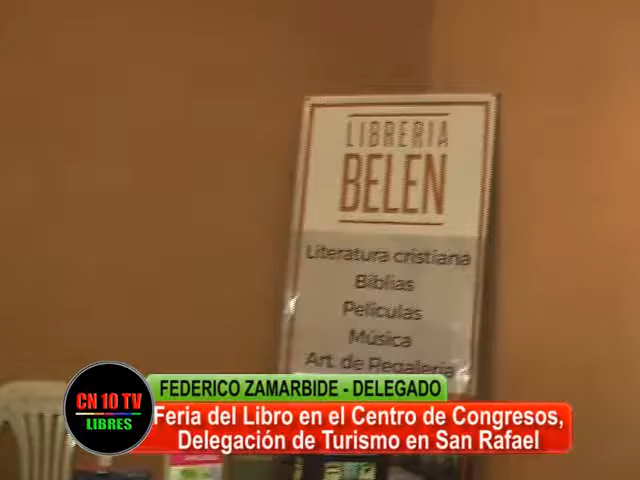 LIBRERIA
BELEN
Literatura cristiana
Biblias
Películas
Música
Art. de Regalería
CN 10 TV
LIBRES
FEDERICO ZAMARBIDE - DELEGADO
Feria del Libro en el Centro de Congresos,
Delegación de Turismo en San Rafael